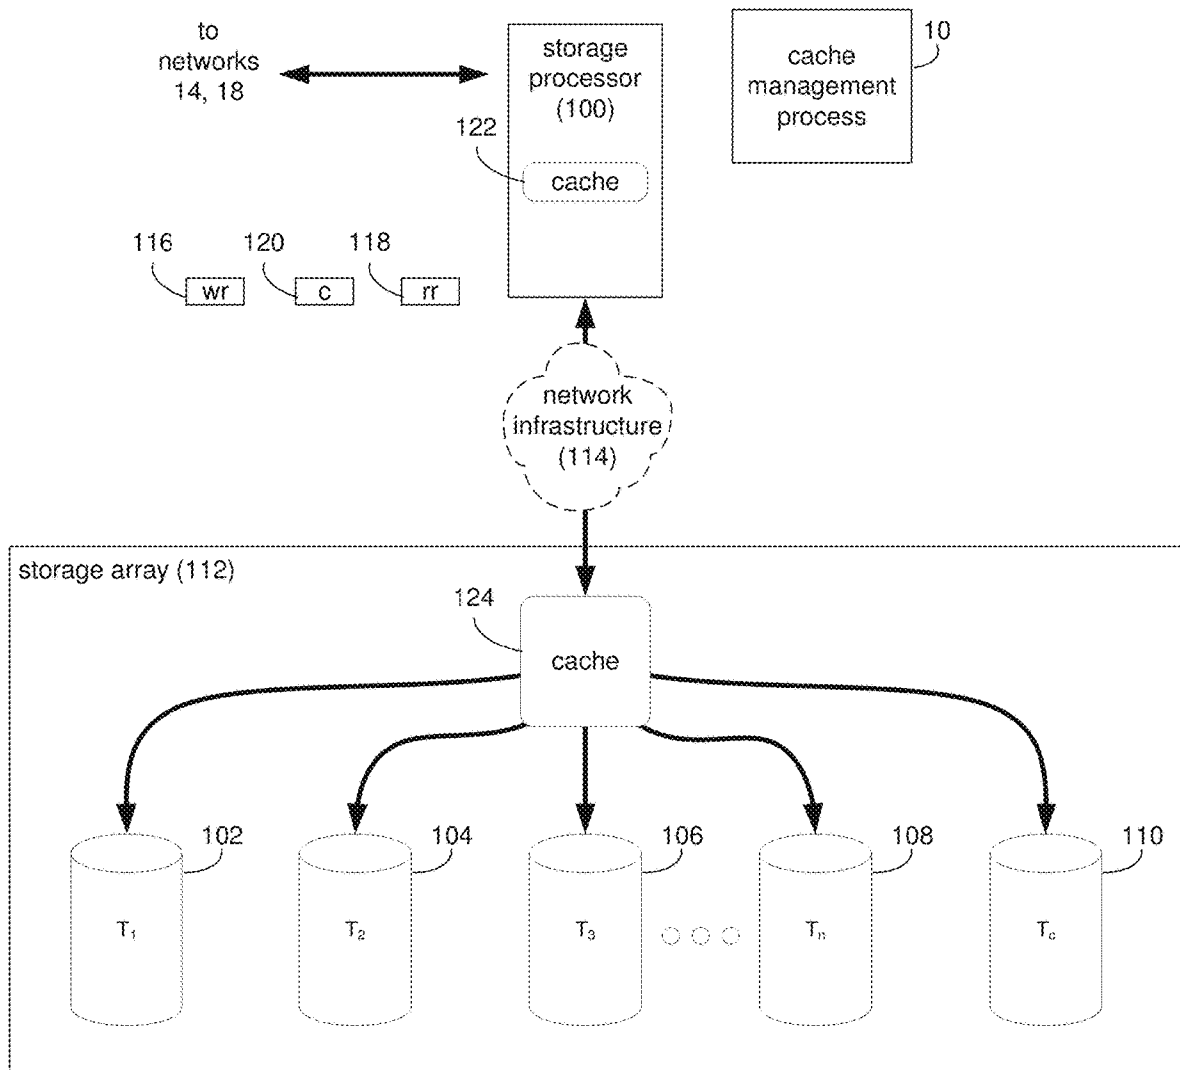 to
networks
14, 18
storage
processor
(100)
10
cache
management
process
122
cache
116
120
118
wr
c
rr
network
infrastructure
(114)
storage array (112)
124
cache
102
104
106
108
110
T₁
T₂
T₃
Tₙ
T꜀